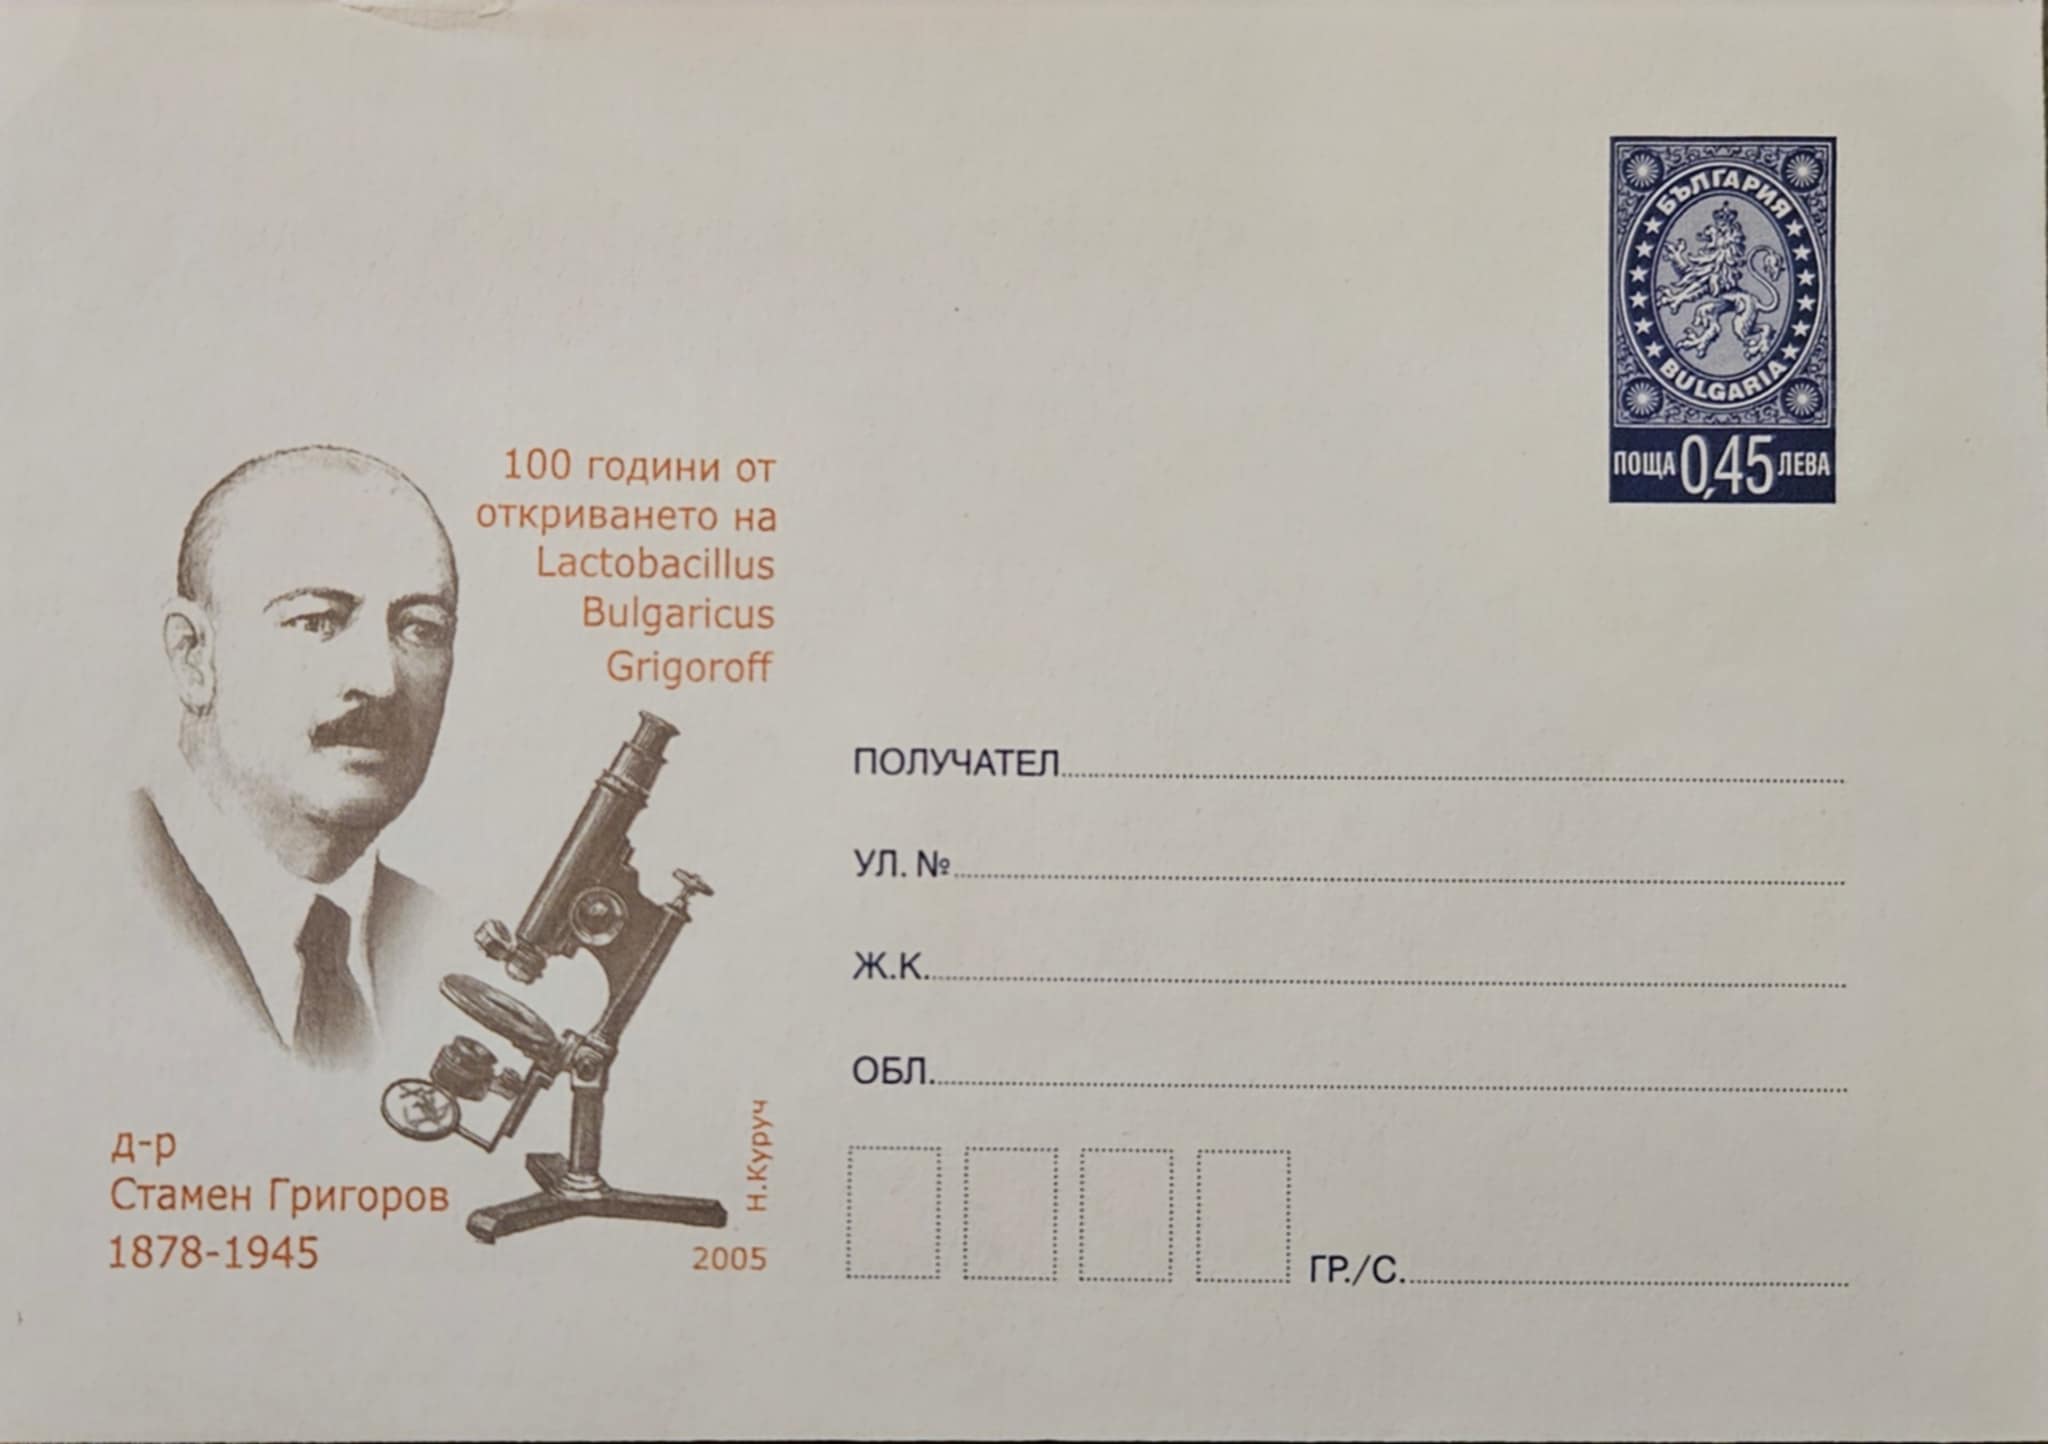 БЪЛГАРИЯ
BULGARIA
ПОЩА 0,45 ЛЕВА
100 години от
откриването на
Lactobacillus
Bulgaricus
Grigoroff
д-р
Стамен Григоров
1878-1945
Н.Куруч
2005
ПОЛУЧАТЕЛ
УЛ. №
Ж.К.
ОБЛ.
ГР./С.